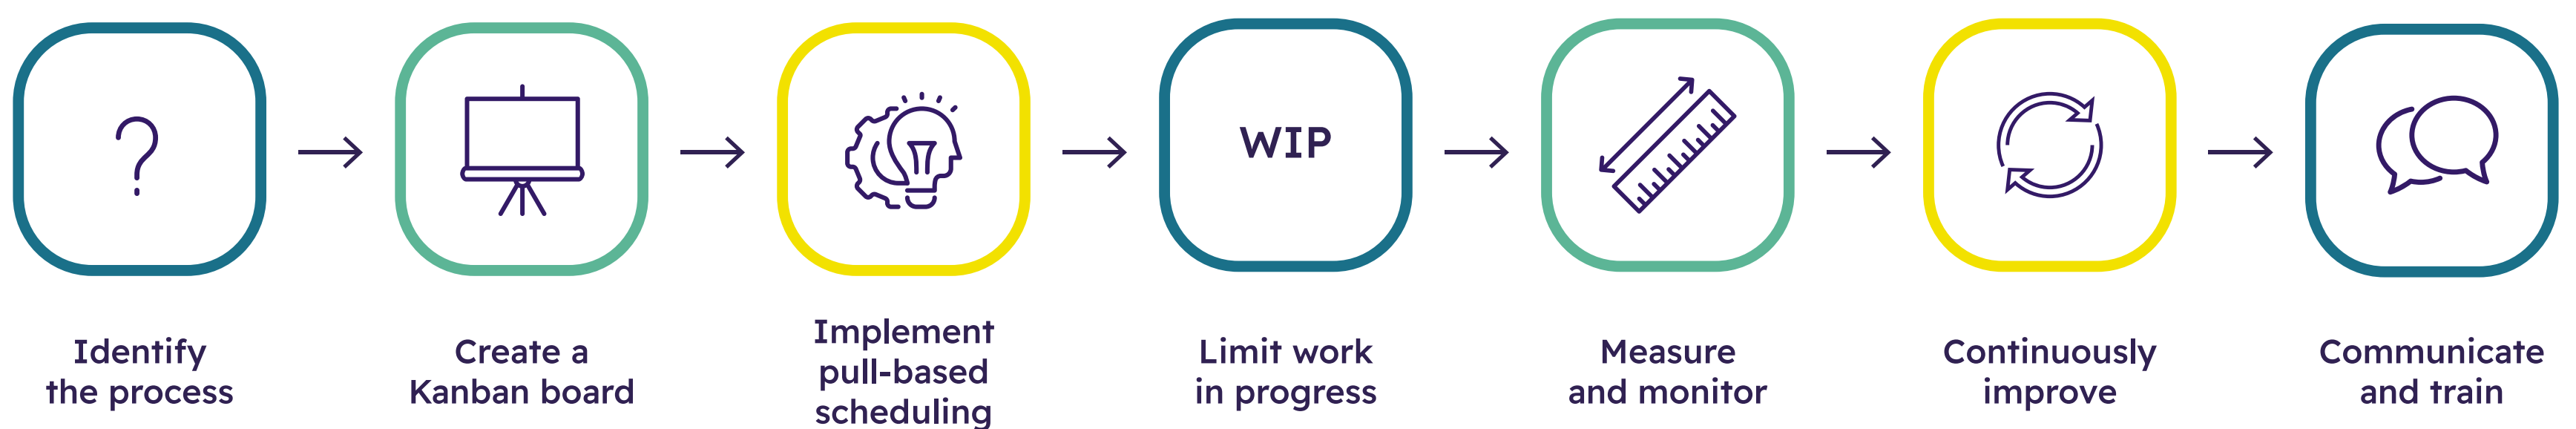 WIP
Identify
the process
Create a
Kanban board
Implement
pull-based
scheduling
Limit work
in progress
Measure
and monitor
Continuously
improve
Communicate
and train